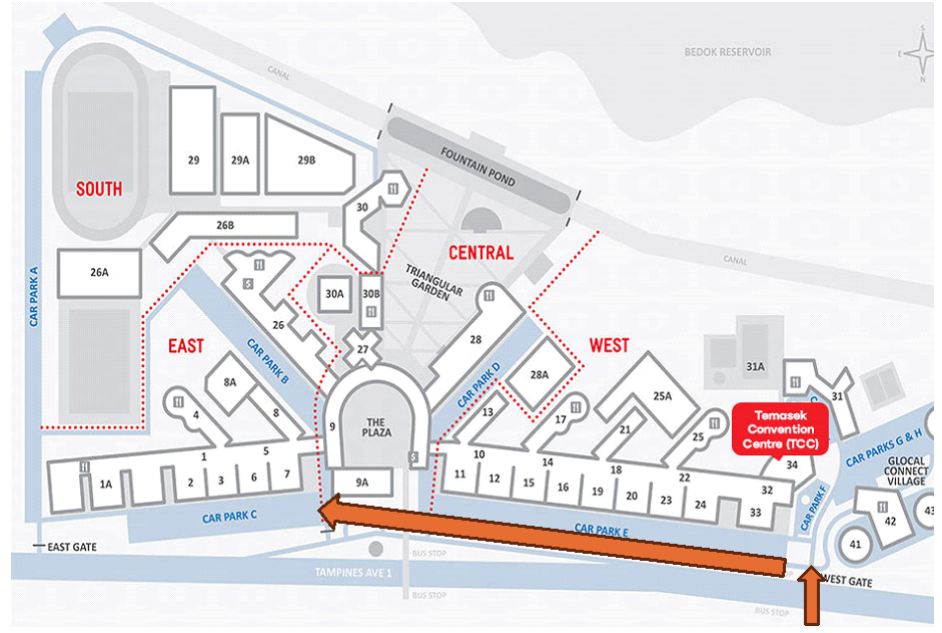 S
E
N
BEDOK RESERVOIR
CANAL
FOUNTAIN POND
29
29A
29B
SOUTH
30
26B
CENTRAL
TRIANGULAR
GARDEN
CANAL
26A
CAR PARK A
S
30A
30B
26
27
28
EAST
CAR PARK B
CAR PARK D
WEST
28A
31A
8A
4
8
9
THE
PLAZA
S
13
17
21
25A
25
31
Temasek
Convention
Centre (TCC)
34
CAR PARKS G & H
GLOCAL
CONNECT
VILLAGE
1A
1
5
2
3
6
7
9A
10
11
12
14
15
16
18
19
20
22
23
24
32
33
CAR PARK F
42
43
41
CAR PARK C
CAR PARK E
EAST GATE
WEST GATE
BUS STOP
TAMPINES AVE 1
BUS STOP
BUS STOP